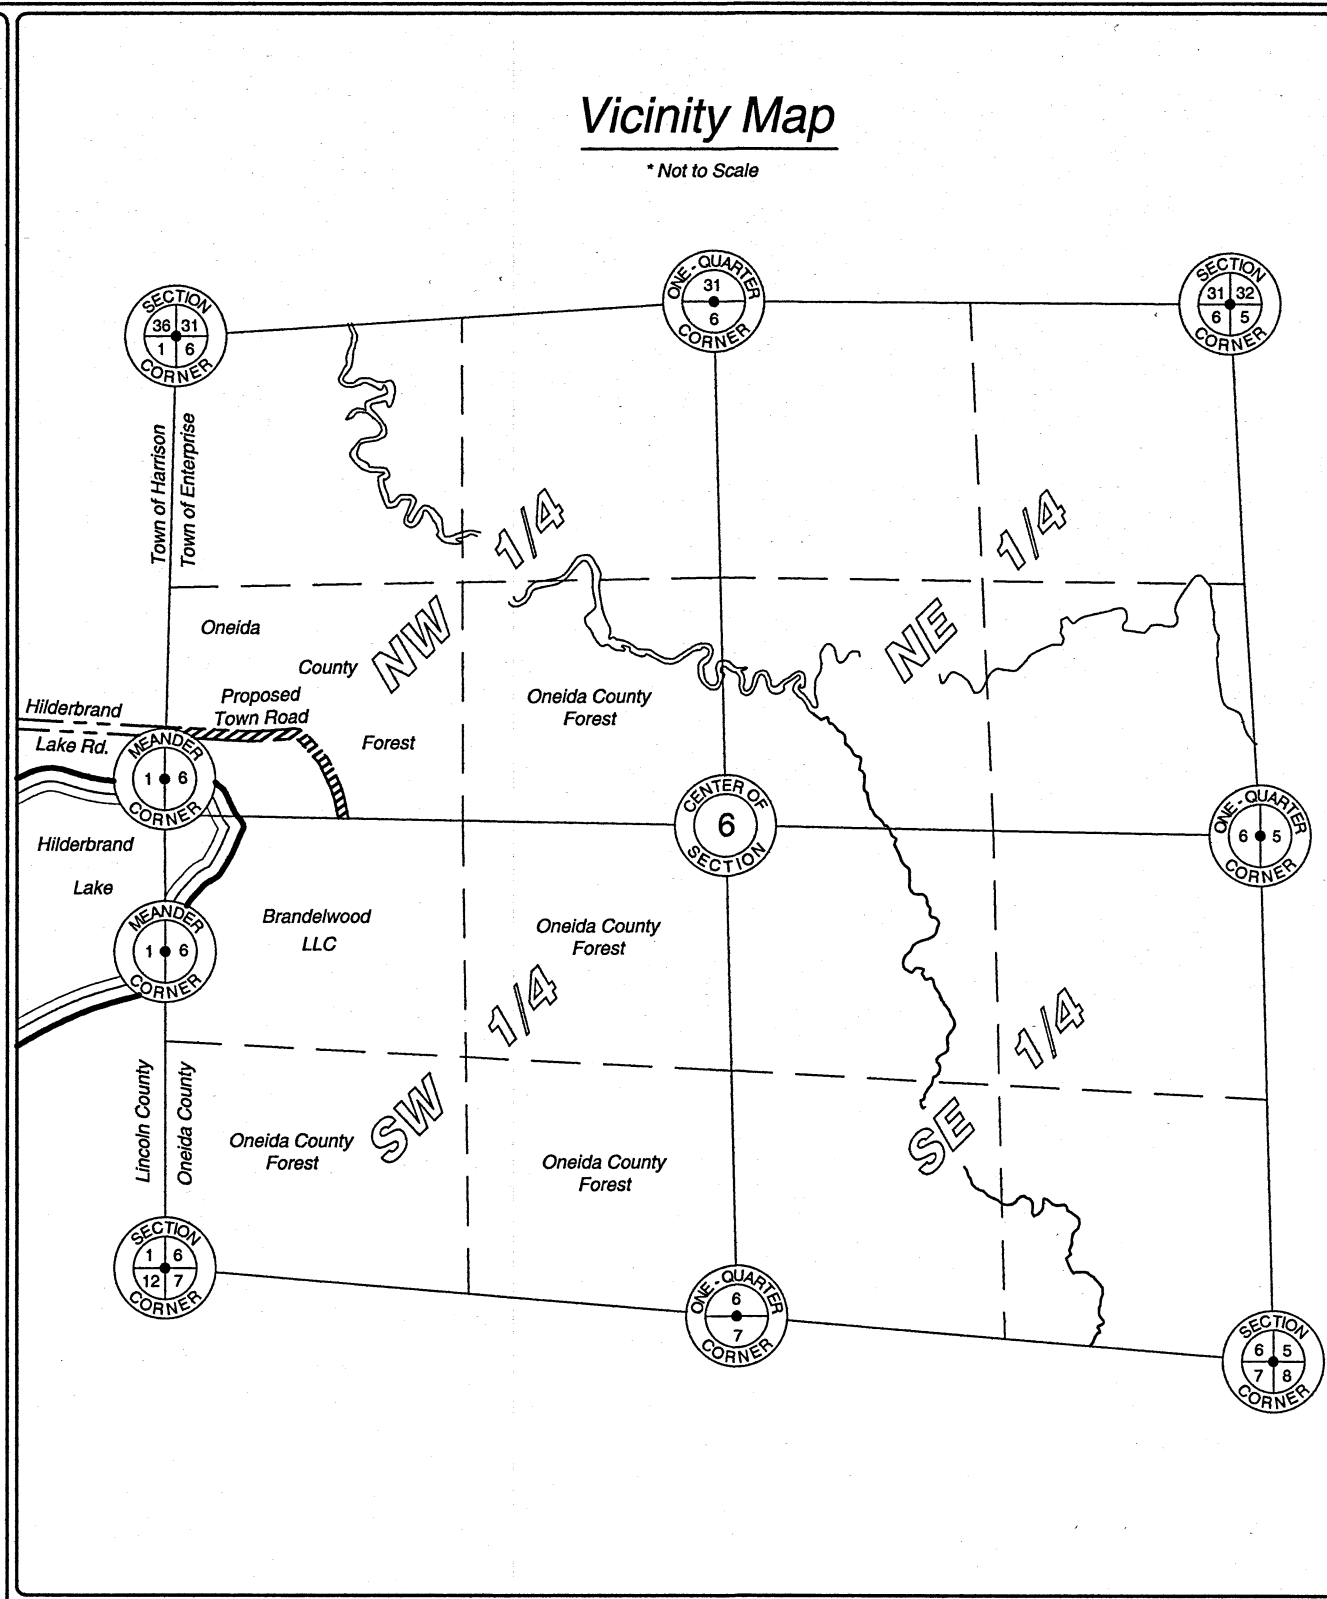 Vicinity Map
* Not to Scale
SECTION
36 31
1 6
CORNER
ONE - QUARTER
31
6
CORNER
SECTION
31 32
6 5
CORNER
Town of Harrison
Town of Enterprise
1/4
NW
1/4
NE
Oneida
County
Forest
Proposed
Town Road
Oneida County
Forest
Hilderbrand
Lake Rd.
MEANDER
1 6
CORNER
CENTER OF
6
SECTION
ONE - QUARTER
6 5
CORNER
Hilderbrand
Lake
MEANDER
1 6
CORNER
Brandelwood
LLC
Oneida County
Forest
1/4
SW
1/4
SE
Lincoln County
Oneida County
Oneida County
Forest
Oneida County
Forest
SECTION
1 6
12 7
CORNER
ONE - QUARTER
6
7
CORNER
SECTION
6 5
7 8
CORNER